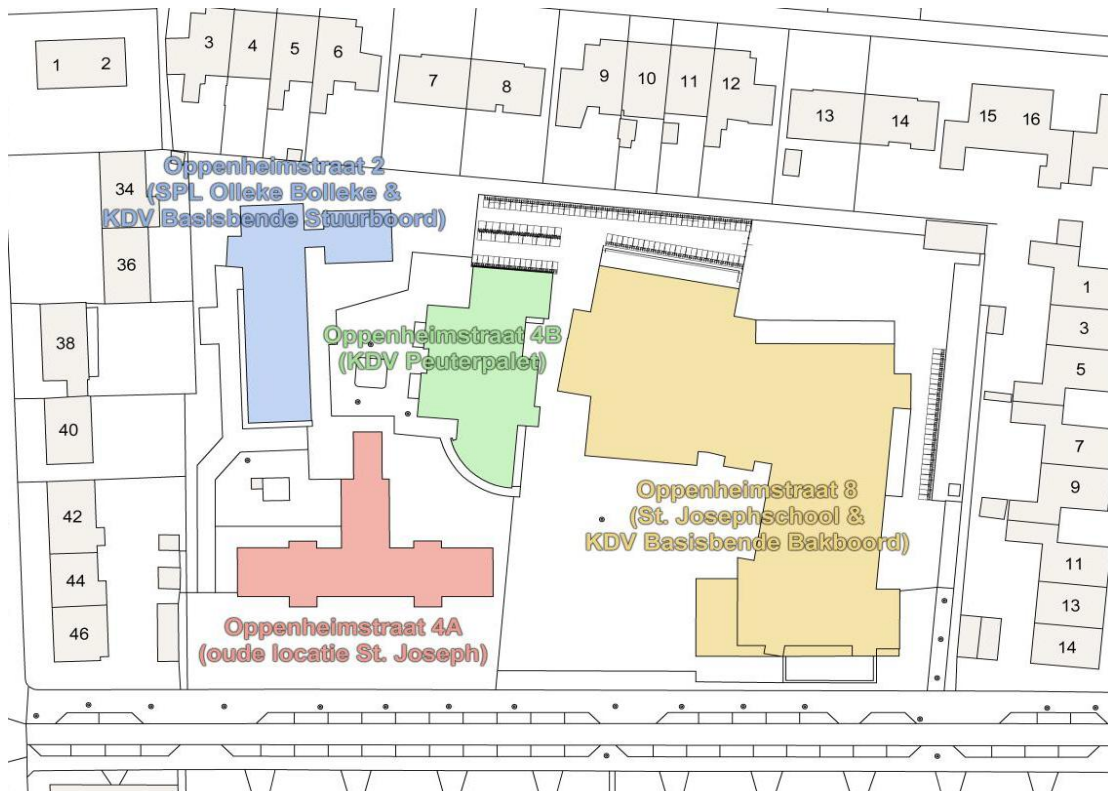 1 2
3 4 5 6
7 8
9 10 11 12
13 14
15 16
Oppenheimstraat 2
(SPL Olleke Bolleke &
KDV Basisbende Stuurboord)
34
36
38
40
42
44
46
Oppenheimstraat 4B
(KDV Peuterpalet)
Oppenheimstraat 8
(St. Josephschool &
KDV Basisbende Bakboord)
Oppenheimstraat 4A
(oude locatie St. Joseph)
1
3
5
7
9
11
13
14